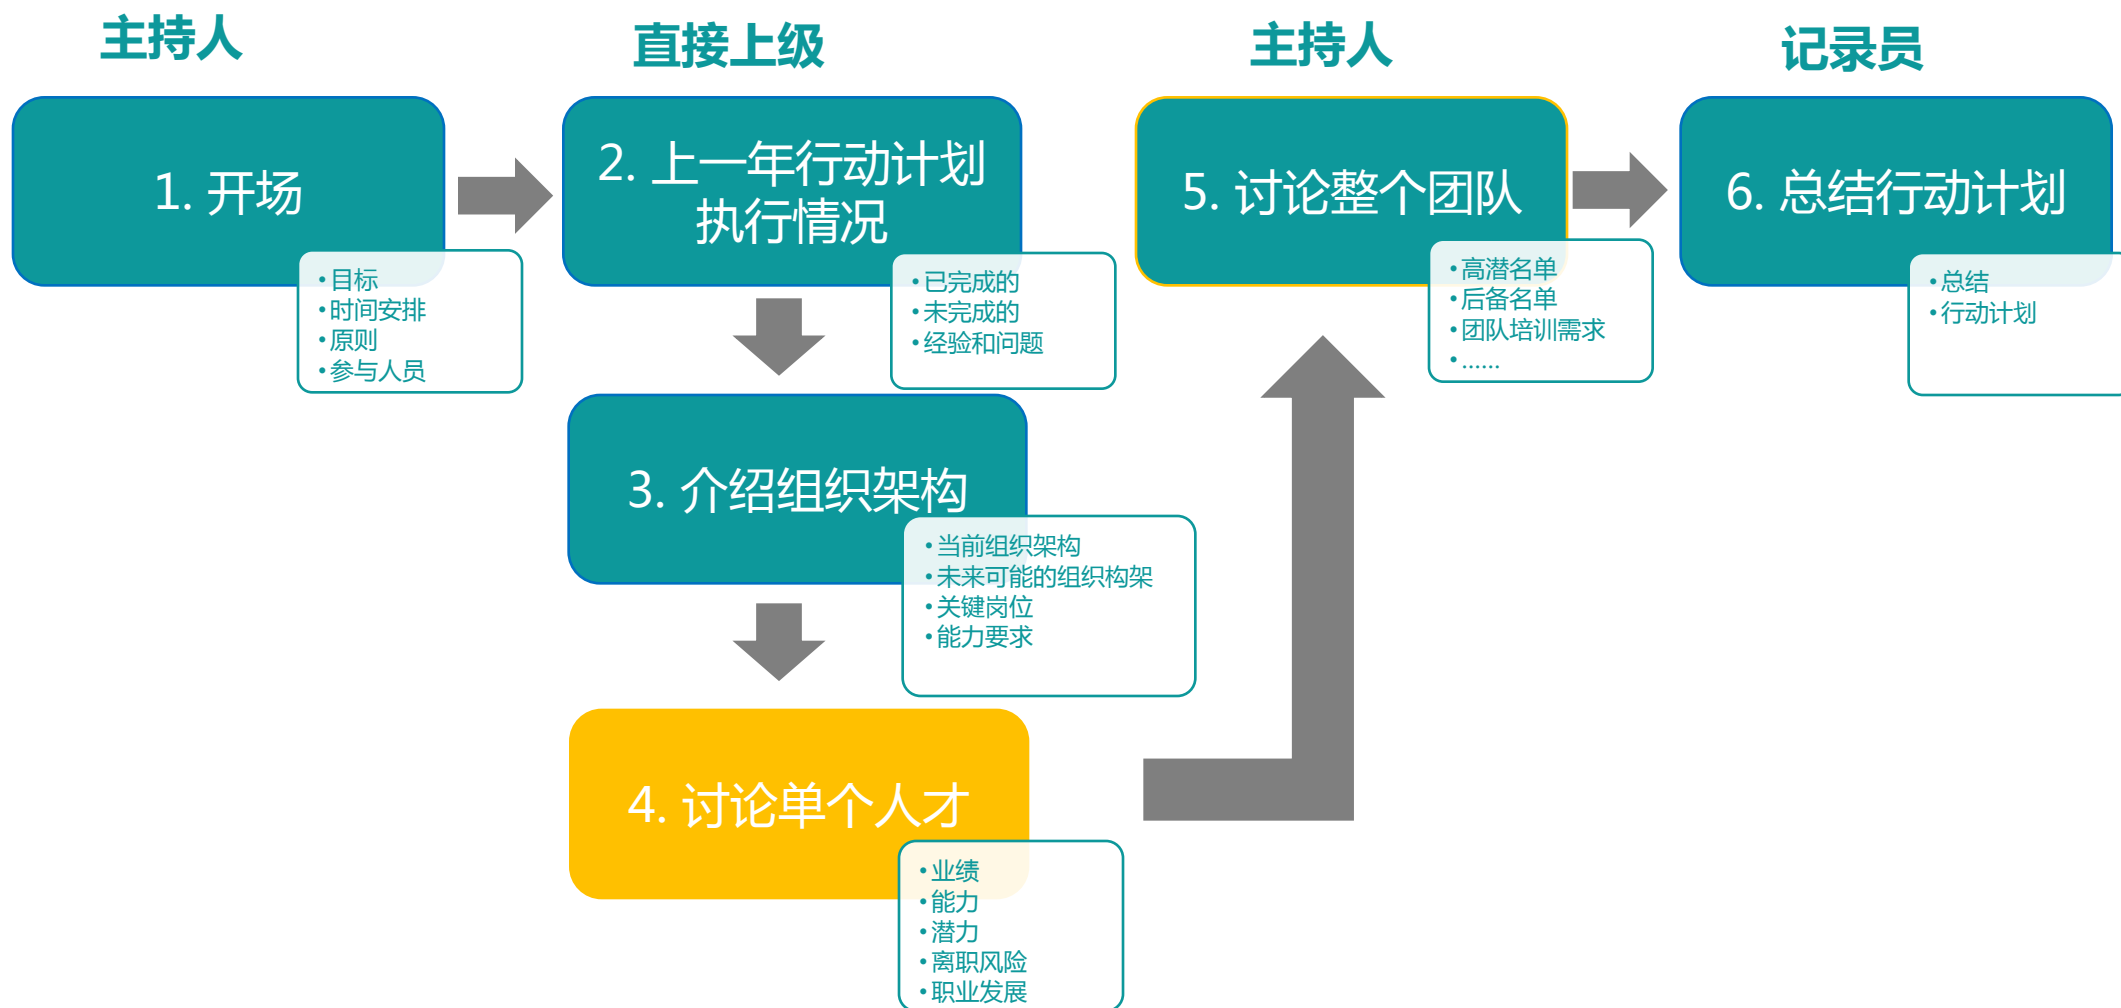 主持人
1. 开场
•目标
•时间安排
•原则
•参与人员
直接上级
2. 上一年行动计划
执行情况
•已完成的
•未完成的
•经验和问题
3. 介绍组织架构
•当前组织架构
•未来可能的组织构架
•关键岗位
•能力要求
4. 讨论单个人才
•业绩
•能力
•潜力
•离职风险
•职业发展
主持人
5. 讨论整个团队
•高潜名单
•后备名单
•团队培训需求
•......
记录员
6. 总结行动计划
•总结
•行动计划